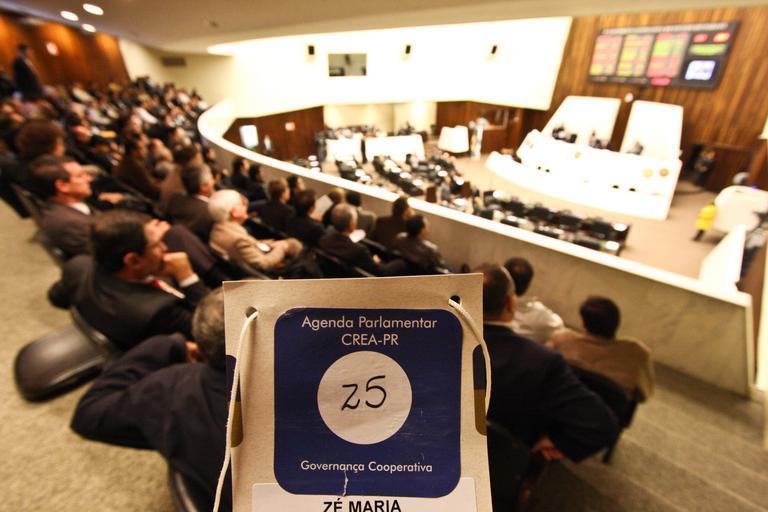 Agenda Parlamentar
CREA-PR
25
Governança Cooperativa
ZÉ MARIA